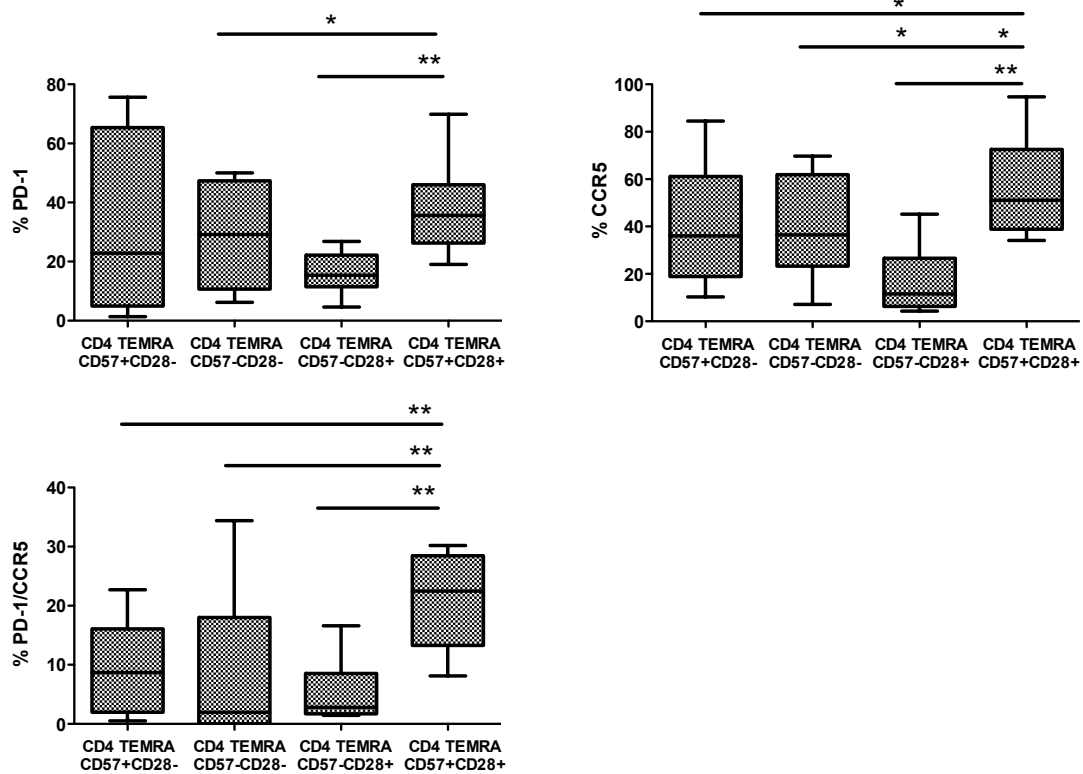 *
**
% PD-1
80
60
40
20
0
CD4 TEMRA CD4 TEMRA CD4 TEMRA CD4 TEMRA
CD57+CD28- CD57-CD28- CD57-CD28+ CD57+CD28+
*
* *
**
% CCR5
100
80
60
40
20
0
CD4 TEMRA CD4 TEMRA CD4 TEMRA CD4 TEMRA
CD57+CD28- CD57-CD28- CD57-CD28+ CD57+CD28+
**
**
**
% PD-1/CCR5
40
30
20
10
0
CD4 TEMRA CD4 TEMRA CD4 TEMRA CD4 TEMRA
CD57+CD28- CD57-CD28- CD57-CD28+ CD57+CD28+